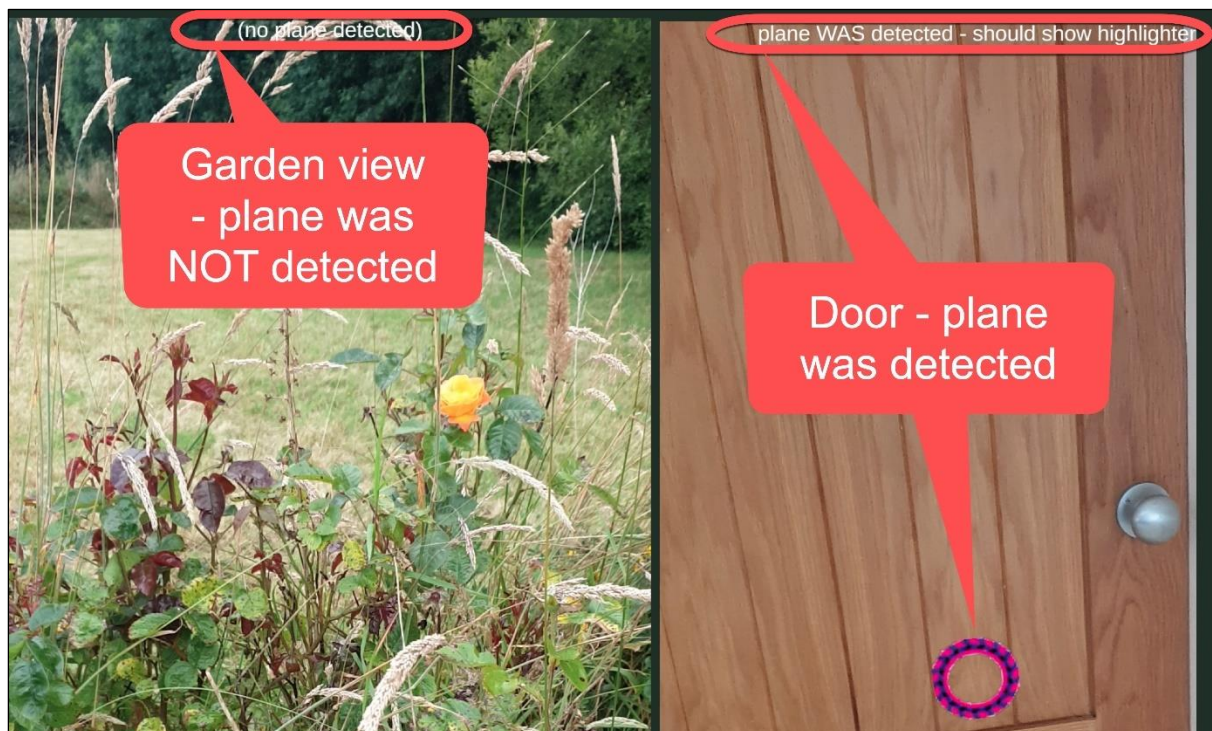 (no plane detected)
Garden view
- plane was
NOT detected
plane WAS detected - should show highlighter
Door - plane
was detected